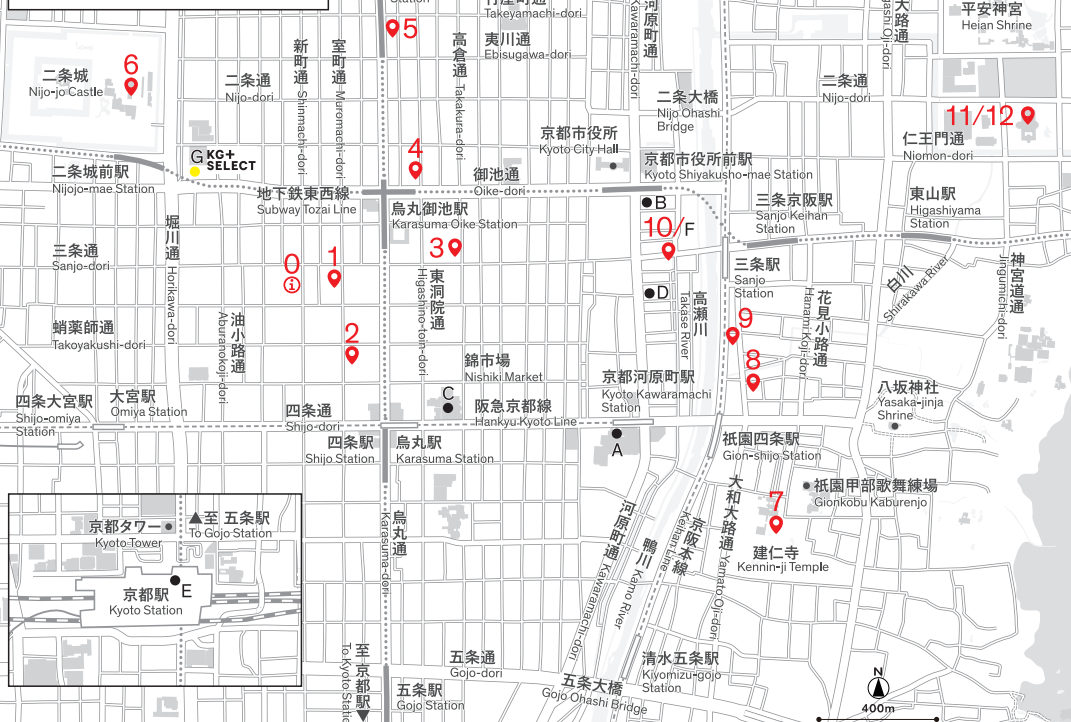 Station
竹屋町通
Takeyamachi-dori
河原町通
Kawaramachi-dori
大路通
Higashi Oji-dori
平安神宮
Heian Shrine
5
夷川通
Ebisugawa-dori
新町通
Shinmachi-dori
室町通
Muromachi-dori
高倉通
Takakura-dori
6
二条城
Nijo-jo Castle
二条通
Nijo-dori
二条大橋
Nijo Ohashi
Bridge
二条通
Nijo-dori
11/12
仁王門通
Niomon-dori
京都市役所
Kyoto City Hall
G
KG+
SELECT
4
御池通
Oike-dori
京都市役所前駅
Kyoto Shiyakusho-mae Station
二条城前駅
Nijojo-mae Station
地下鉄東西線
Subway Tozai Line
B
三条京阪駅
Sanjo Keihan
Station
東山駅
Higashiyama
Station
烏丸御池駅
Karasuma Oike Station
堀川通
Horikawa-dori
三条通
Sanjo-dori
0
1
3
10/F
三条駅
Sanjo
Station
白川
Shirakawa River
神宮道通
Jingumichi-dori
東洞院通
Higashino-toin-dori
D
高瀬川
Takase River
花見小路通
Hanami Koji-dori
蛸薬師通
Takoyakushi-dori
油小路通
Aburanokoji-dori
2
9
8
錦市場
Nishiki Market
京都河原町駅
Kyoto Kawaramachi
Station
八坂神社
Yasaka-jinja
Shrine
四条大宮駅
Shijo-omiya
Station
大宮駅
Omiya Station
四条通
Shijo-dori
C
阪急京都線
Hankyu Kyoto Line
A
四条駅
Shijo Station
烏丸駅
Karasuma Station
祇園四条駅
Gion-shijo Station
祇園甲部歌舞練場
Gionkobu Kaburenjo
7
建仁寺
Kennin-ji Temple
大和大路通
Yamato Oji-dori
京阪本線
Keihan Line
鴨川
Kamo River
河原町通
Kawaramachi-dori
烏丸通
Karasuma-dori
京都タワー
Kyoto Tower
▲至 五条駅
To Gojo Station
E
京都駅
Kyoto Station
至京都駅▼
To Kyoto Static
五条通
Gojo-dori
五条駅
Gojo Station
五条大橋
Gojo Ohashi Bridge
清水五条駅
Kiyomizu-gojo
Station
N
400m